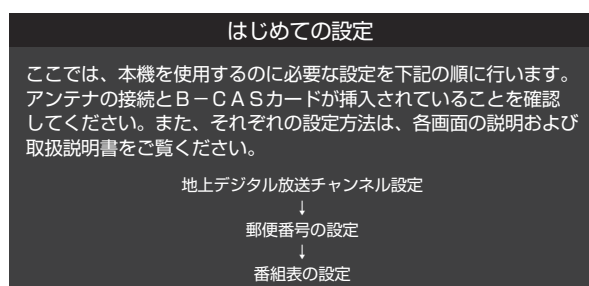 はじめての設定
ここでは、本機を使用するのに必要な設定を下記の順に行います。
アンテナの接続とB－CASカードが挿入されていることを確認
してください。また、それぞれの設定方法は、各画面の説明および
取扱説明書をご覧ください。
地上デジタル放送チャンネル設定
↓
郵便番号の設定
↓
番組表の設定